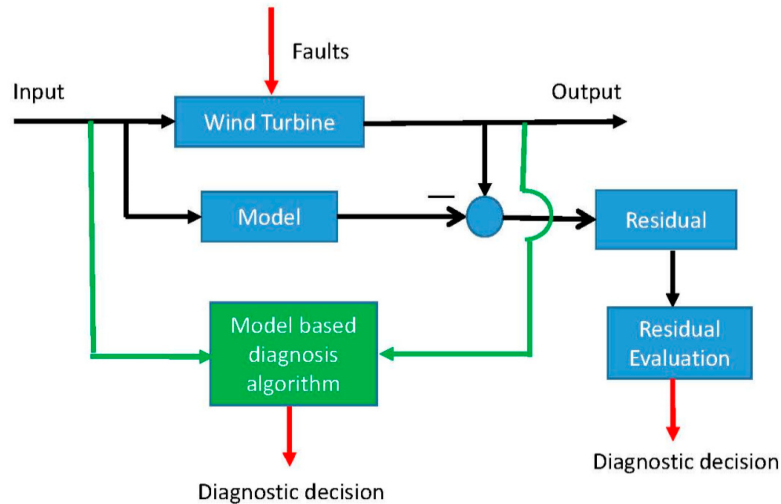 Faults
Input
Output
Wind Turbine
Model
Residual
Model based
diagnosis
algorithm
Residual
Evaluation
Diagnostic decision
Diagnostic decision